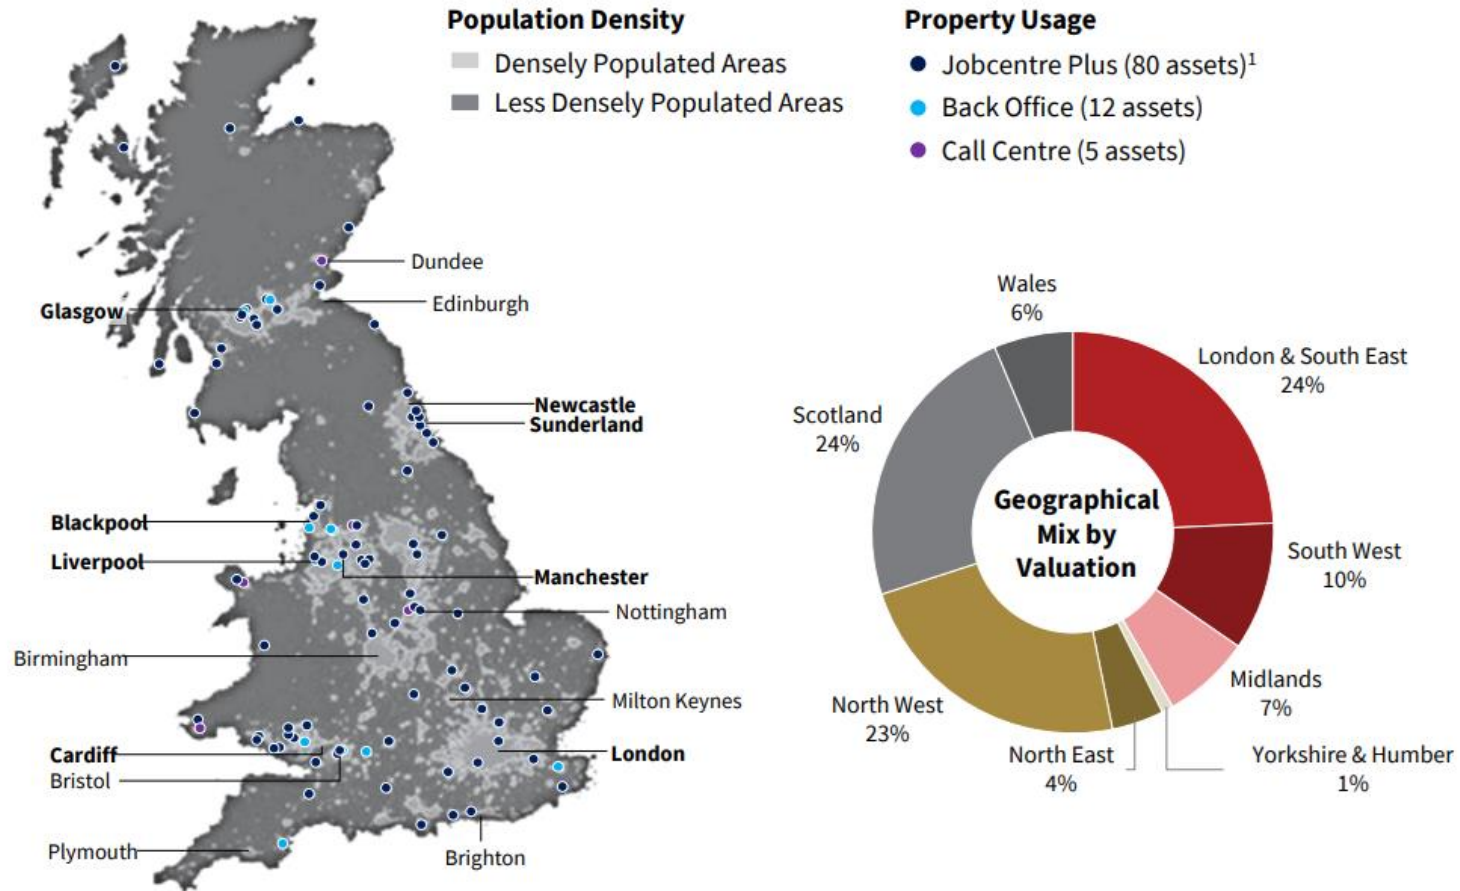 Population Density
Densely Populated Areas
Less Densely Populated Areas
Property Usage
Jobcentre Plus (80 assets)¹
Back Office (12 assets)
Call Centre (5 assets)
Dundee
Edinburgh
Glasgow
Newcastle
Sunderland
Blackpool
Liverpool
Manchester
Nottingham
Birmingham
Milton Keynes
Cardiff
London
Bristol
Plymouth
Brighton
Wales
6%
London & South East
24%
Scotland
24%
Geographical
Mix by
Valuation
South West
10%
Midlands
7%
North West
23%
North East
4%
Yorkshire & Humber
1%